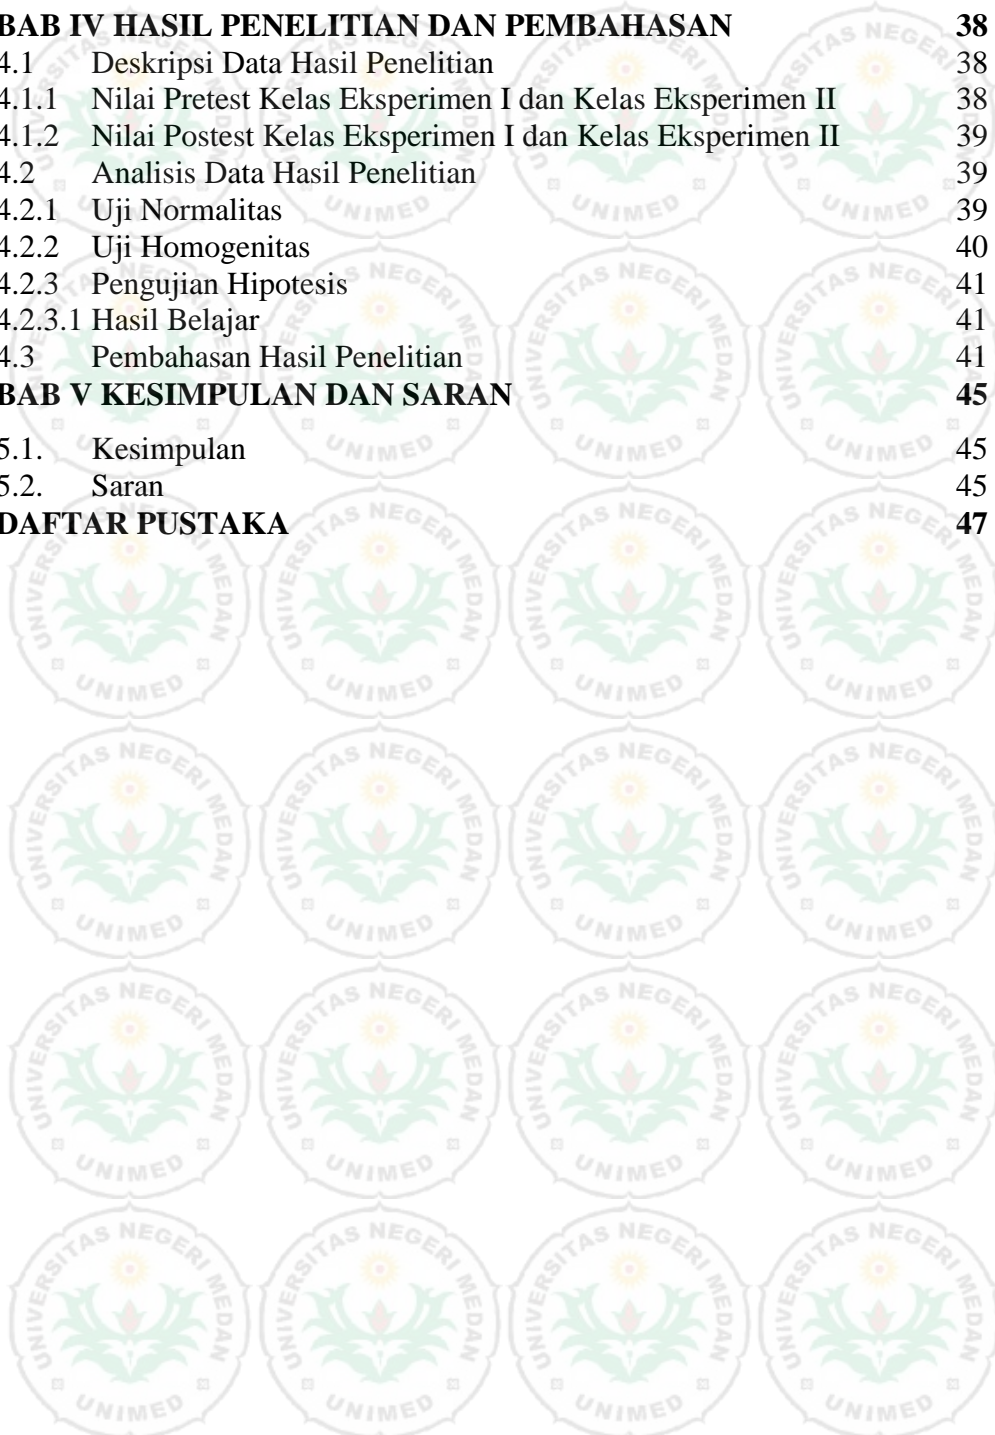 BAB IV HASIL PENELITIAN DAN PEMBAHASAN 38
4.1 Deskripsi Data Hasil Penelitian 38
4.1.1 Nilai Pretest Kelas Eksperimen I dan Kelas Eksperimen II 38
4.1.2 Nilai Postest Kelas Eksperimen I dan Kelas Eksperimen II 39
4.2 Analisis Data Hasil Penelitian 39
4.2.1 Uji Normalitas 39
4.2.2 Uji Homogenitas 40
4.2.3 Pengujian Hipotesis 41
4.2.3.1 Hasil Belajar 41
4.3 Pembahasan Hasil Penelitian 41
BAB V KESIMPULAN DAN SARAN 45
5.1. Kesimpulan 45
5.2. Saran 45
DAFTAR PUSTAKA 47
UNIVERSITAS NEGERI MEDAN
UNIMED